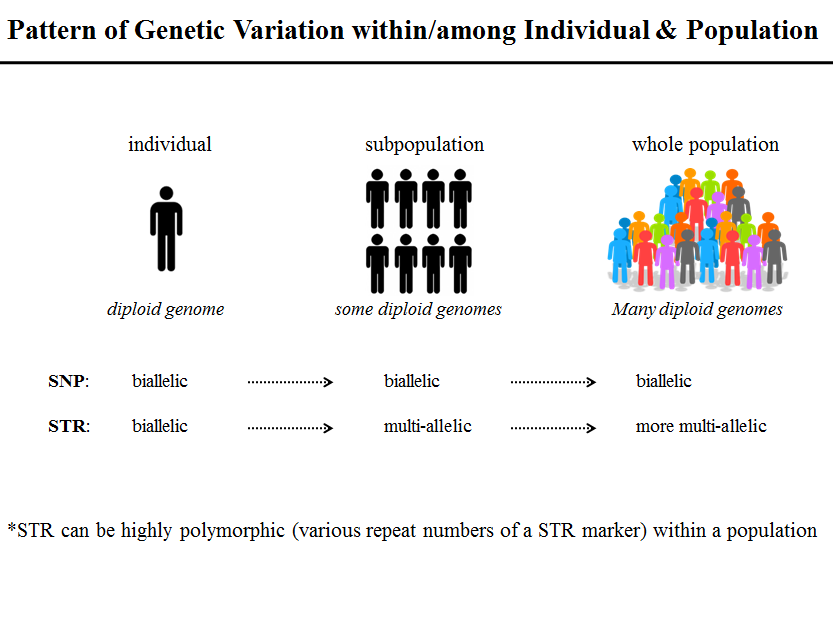 Pattern of Genetic Variation within/among Individual & Population
individual subpopulation whole population
diploid genome some diploid genomes Many diploid genomes
SNP: biallelic biallelic biallelic
STR: biallelic multi-allelic more multi-allelic
*STR can be highly polymorphic (various repeat numbers of a STR marker) within a population